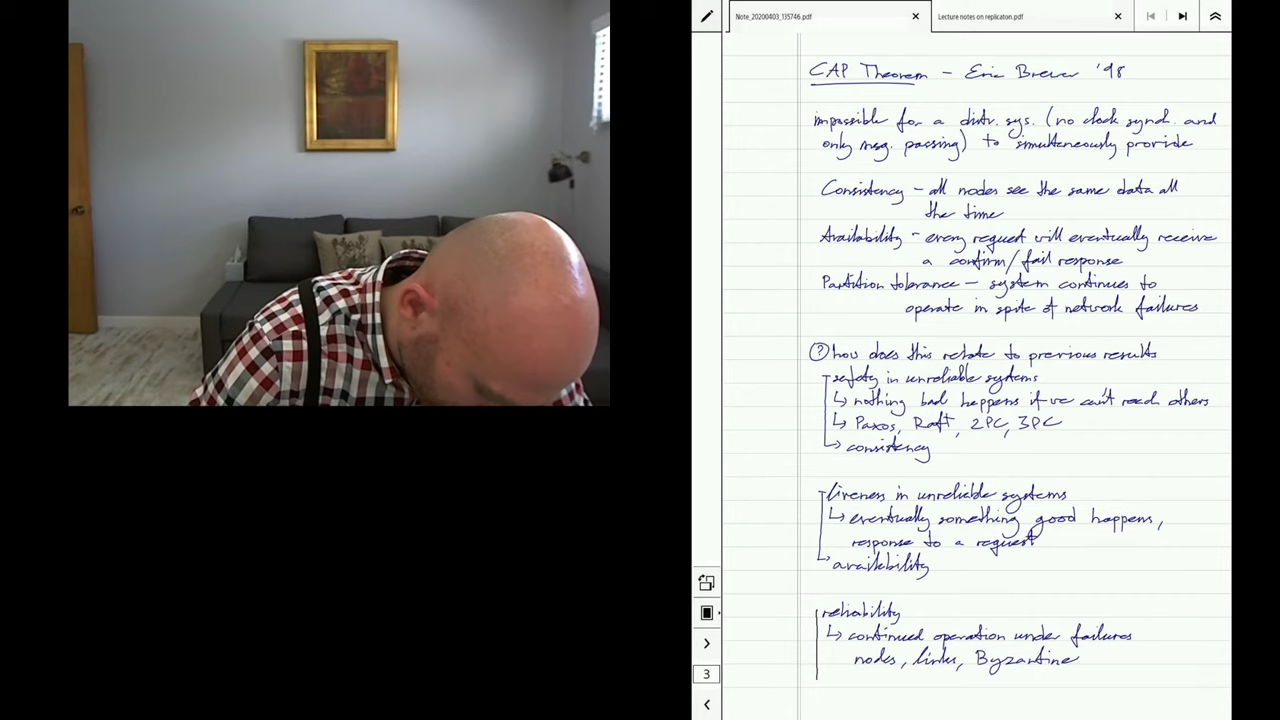 Note_20200403_135746.pdf
Lecture notes on replicaton.pdf
CAP Theorem - Eric Brewer '98
impossible for a distr. sys. (no clock synch. and
only msg. passing) to simultaneously provide
Consistency - all nodes see the same data all
the time
Availability - every request will eventually receive
a confirm/fail response
Partition tolerance - system continues to
operate in spite of network failures
? how does this relate to previous results
safety in unreliable systems
↳ nothing bad happens if we can't reach others
↳ Paxos, Raft, 2PC, 3PC
→ consistency
liveness in unreliable systems
↳ eventually something good happens,
response to a request
→ availability
reliability
↳ continued operation under failures
nodes, links, Byzantine
3